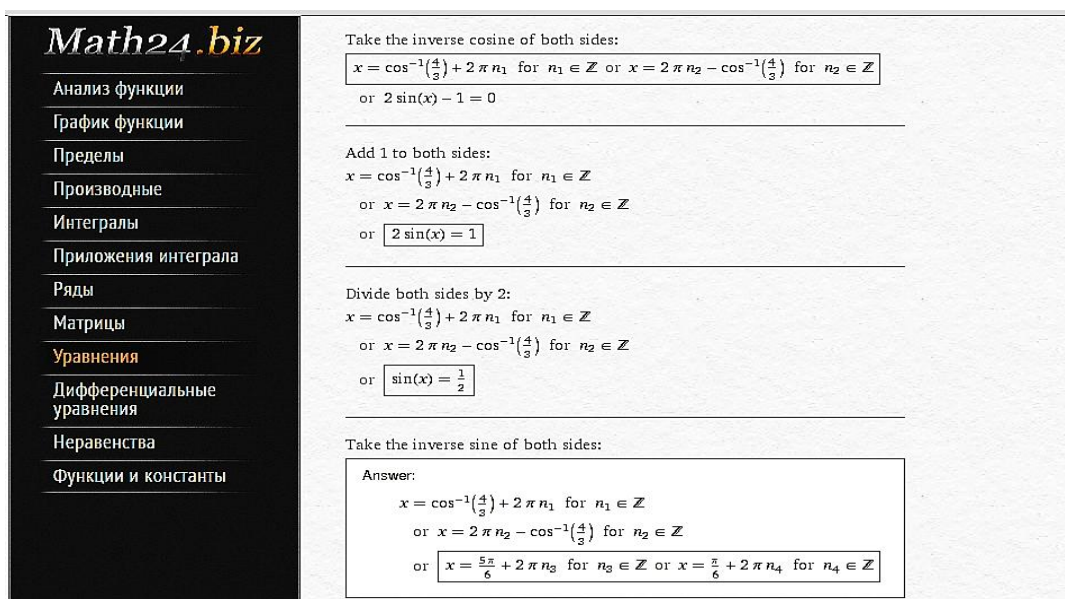 Math24.biz
Анализ функции
График функции
Пределы
Производные
Интегралы
Приложения интеграла
Ряды
Матрицы
Уравнения
Дифференциальные
уравнения
Неравенства
Функции и константы
Take the inverse cosine of both sides:
x = cos⁻¹(4/3) + 2 π n₁ for n₁ ∈ ℤ or x = 2 π n₂ − cos⁻¹(4/3) for n₂ ∈ ℤ
or 2 sin(x) − 1 = 0
Add 1 to both sides:
x = cos⁻¹(4/3) + 2 π n₁ for n₁ ∈ ℤ
or x = 2 π n₂ − cos⁻¹(4/3) for n₂ ∈ ℤ
or 2 sin(x) = 1
Divide both sides by 2:
x = cos⁻¹(4/3) + 2 π n₁ for n₁ ∈ ℤ
or x = 2 π n₂ − cos⁻¹(4/3) for n₂ ∈ ℤ
or sin(x) = 1/2
Take the inverse sine of both sides:
Answer:
x = cos⁻¹(4/3) + 2 π n₁ for n₁ ∈ ℤ
or x = 2 π n₂ − cos⁻¹(4/3) for n₂ ∈ ℤ
or x = 5π/6 + 2 π n₃ for n₃ ∈ ℤ or x = π/6 + 2 π n₄ for n₄ ∈ ℤ